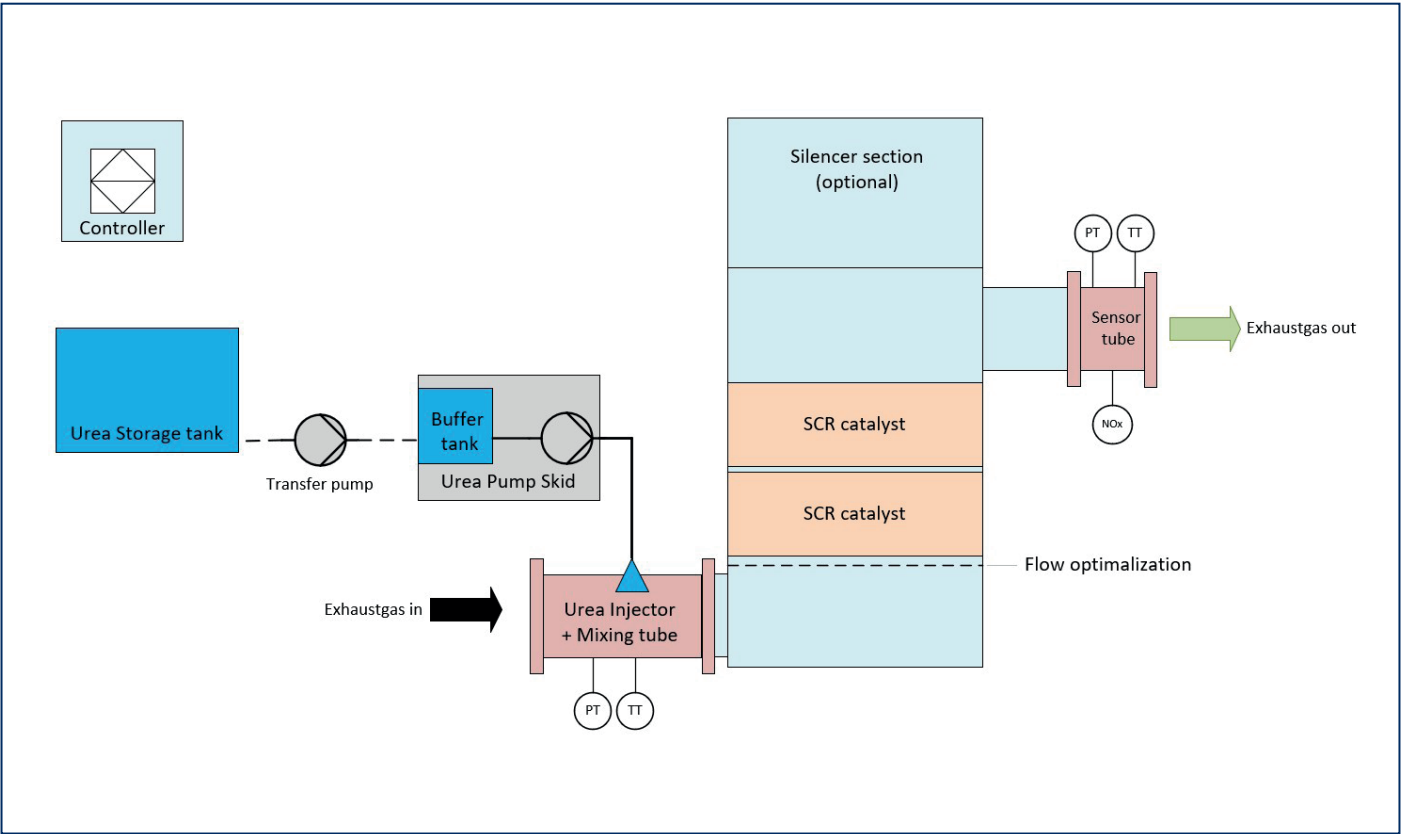 Controller
Silencer section
(optional)
PT
TT
Sensor
tube
Exhaustgas out
NOx
Urea Storage tank
Transfer pump
Buffer
tank
Urea Pump Skid
SCR catalyst
SCR catalyst
Flow optimalization
Exhaustgas in
Urea Injector
+ Mixing tube
PT
TT